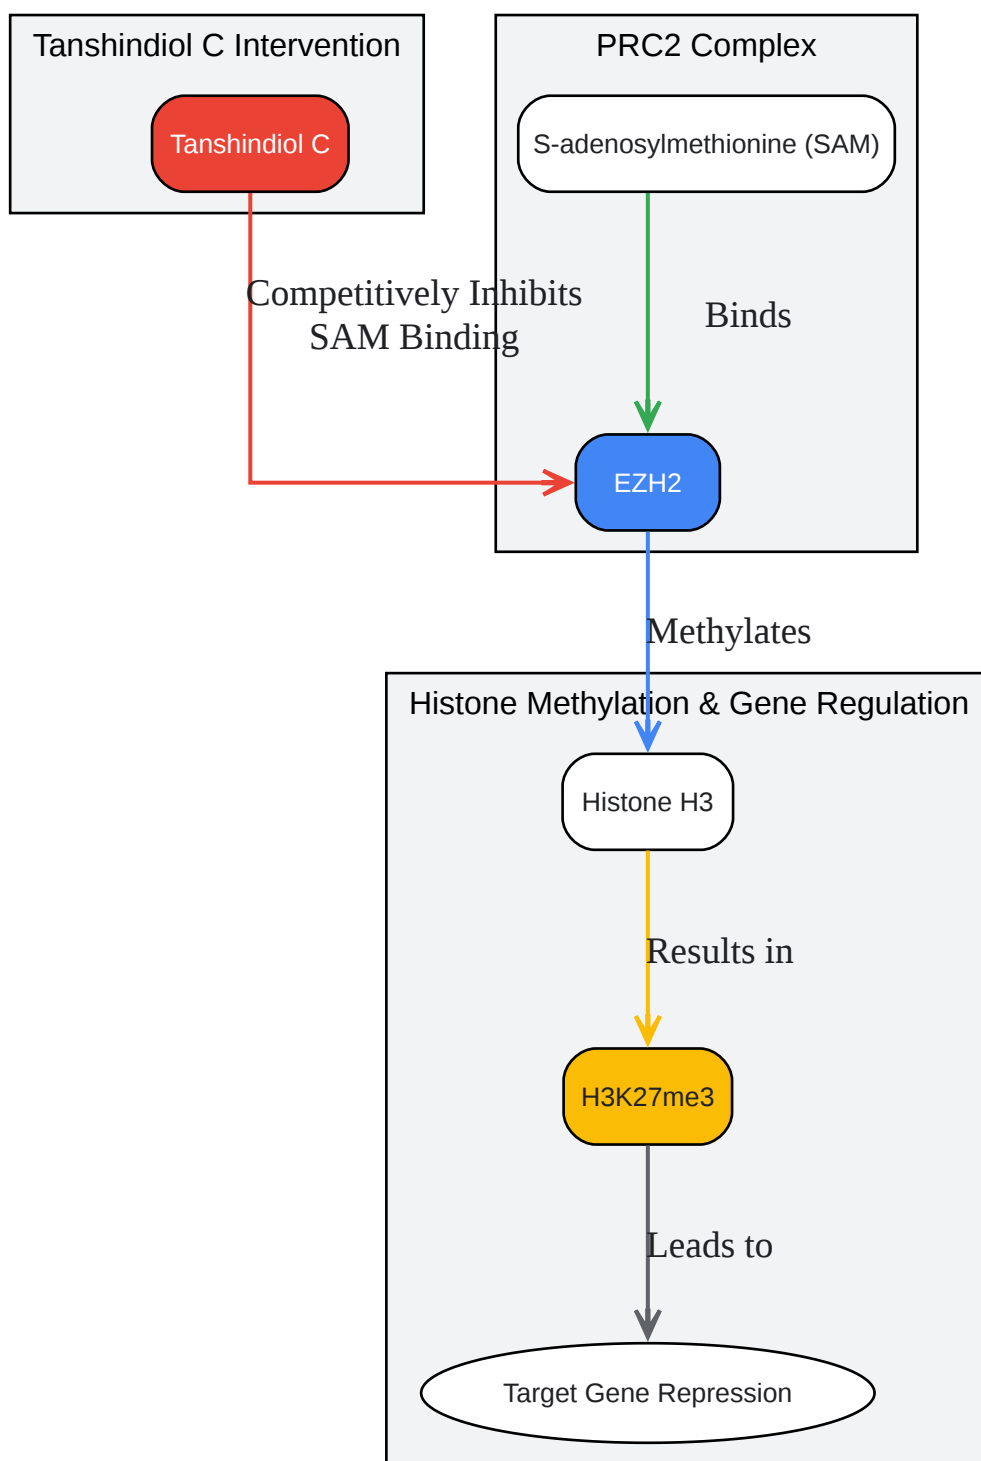 Tanshindiol C Intervention
PRC2 Complex
Tanshindiol C
S-adenosylmethionine (SAM)
Competitively Inhibits
SAM Binding
Binds
EZH2
Methylates
Histone Methylation & Gene Regulation
Histone H3
Results in
H3K27me3
Leads to
Target Gene Repression